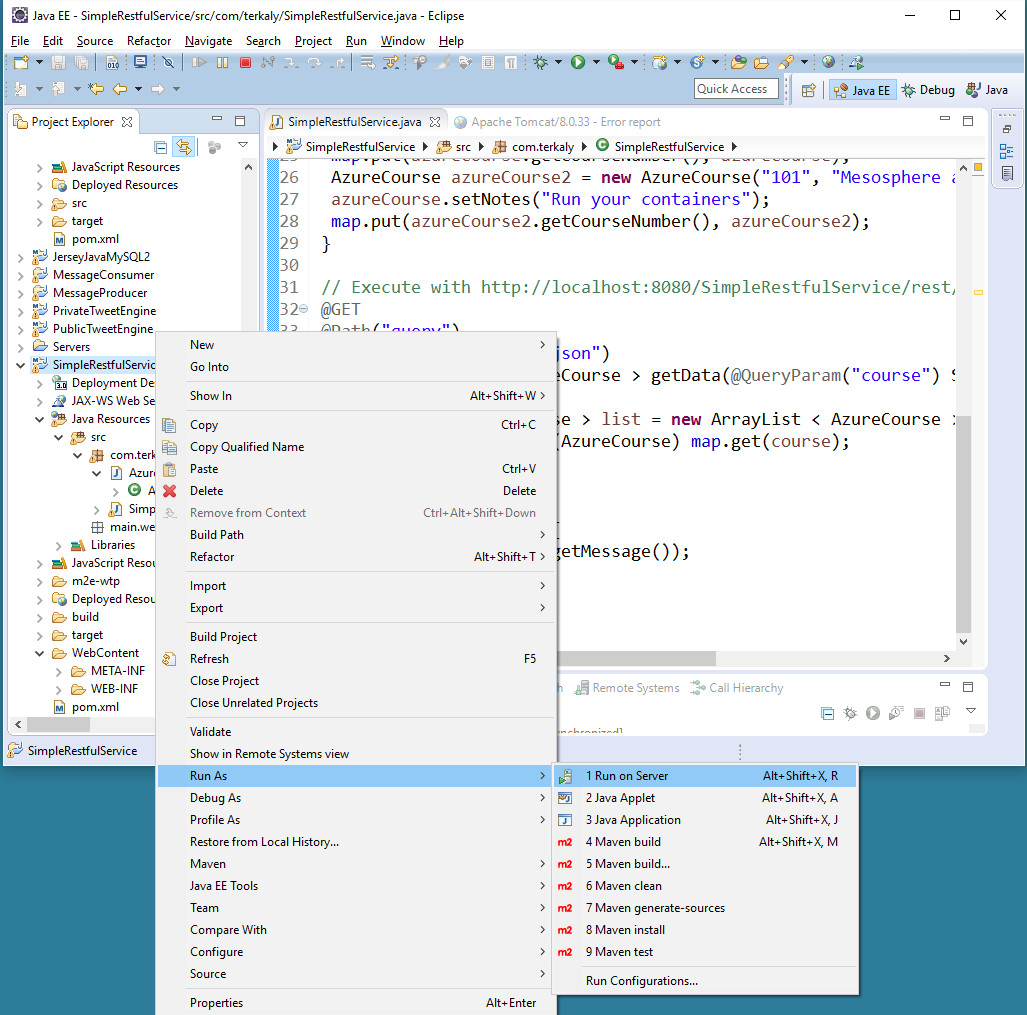 Java EE - SimpleRestfulService/src/com/terkaly/SimpleRestfulService.java - Eclipse
File Edit Source Refactor Navigate Search Project Run Window Help
Quick Access Java EE Debug Java
Project Explorer
JavaScript Resources
Deployed Resources
src
target
pom.xml
JerseyJavaMySQL2
MessageConsumer
MessageProducer
PrivateTweetEngine
PublicTweetEngine
Servers
SimpleRestfulServic
Deployment De
JAX-WS Web Se
Java Resources
src
com.terk
Azur
A
Simp
main.we
Libraries
JavaScript Resou
m2e-wtp
Deployed Resou
build
target
WebContent
META-INF
WEB-INF
pom.xml
SimpleRestfulService
SimpleRestfulService.java Apache Tomcat/8.0.33 - Error report
SimpleRestfulService src com.terkaly SimpleRestfulService
26 AzureCourse azureCourse2 = new AzureCourse("101", "Mesosphere a
27 azureCourse.setNotes("Run your containers");
28 map.put(azureCourse2.getCourseNumber(), azureCourse2);
29 }
30
31 // Execute with http://localhost:8080/SimpleRestfulService/rest/
32 @GET
33 @Path("query")
json")
eCourse > getData(@QueryParam("course") S
se > list = new ArrayList < AzureCourse >
(AzureCourse) map.get(course);
getMessage());
Remote Systems Call Hierarchy
New
Go Into
Show In Alt+Shift+W
Copy Ctrl+C
Copy Qualified Name
Paste Ctrl+V
Delete Delete
Remove from Context Ctrl+Alt+Shift+Down
Build Path
Refactor Alt+Shift+T
Import
Export
Build Project
Refresh F5
Close Project
Close Unrelated Projects
Validate
Show in Remote Systems view
Run As
Debug As
Profile As
Restore from Local History...
Maven
Java EE Tools
Team
Compare With
Configure
Source
Properties Alt+Enter
1 Run on Server Alt+Shift+X, R
2 Java Applet Alt+Shift+X, A
3 Java Application Alt+Shift+X, J
m2 4 Maven build Alt+Shift+X, M
m2 5 Maven build...
m2 6 Maven clean
m2 7 Maven generate-sources
m2 8 Maven install
m2 9 Maven test
Run Configurations...